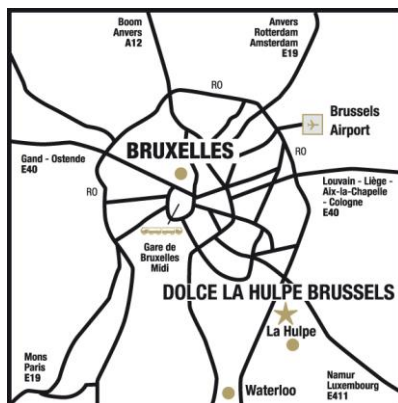 Boom
Anvers
A12
Anvers
Rotterdam
Amsterdam
E19
RO
Brussels
Airport
BRUXELLES
Gand - Ostende
E40
RO
RO
Louvain - Liège -
Aix-la-Chapelle
- Cologne
E40
Gare de
Bruxelles
Midi
DOLCE LA HULPE BRUSSELS
La Hulpe
Mons
Paris
E19
Waterloo
Namur
Luxembourg
E411